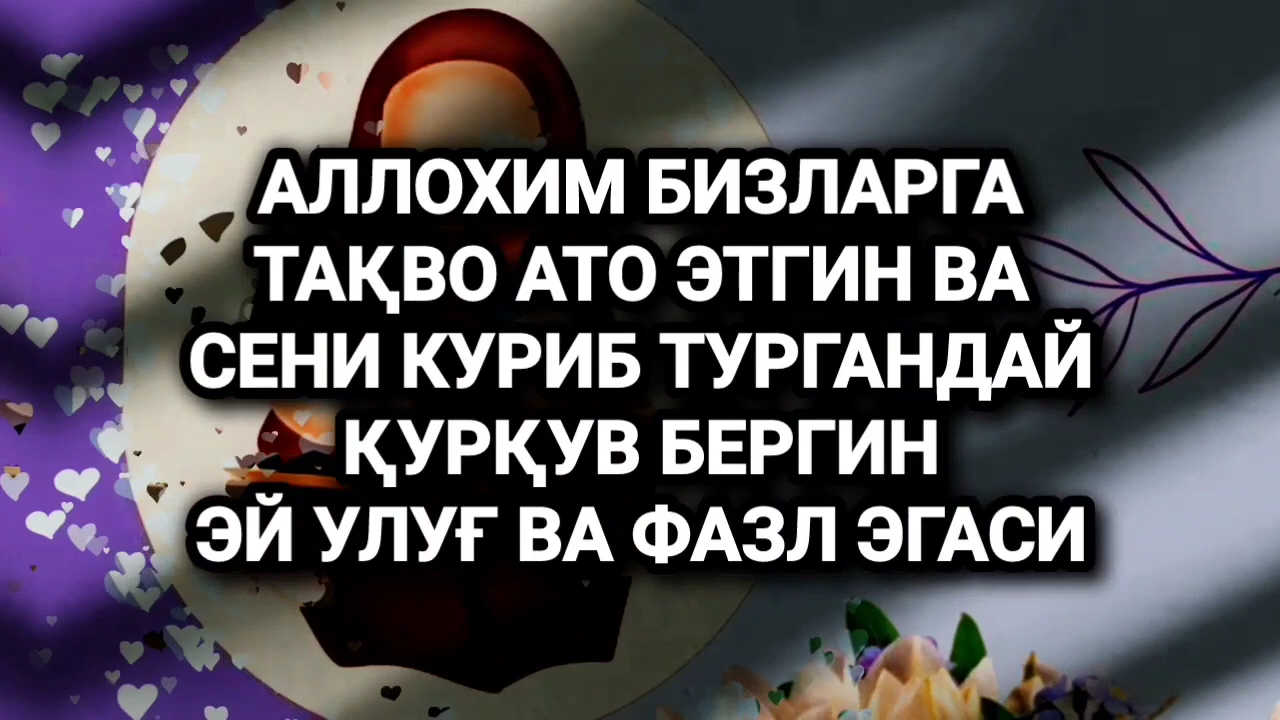 АЛЛОХИМ БИЗЛАРГА
ТАҚВО АТО ЭТГИН ВА
СЕНИ КУРИБ ТУРГАНДАЙ
ҚУРҚУВ БЕРГИН
ЭЙ УЛУҒ ВА ФАЗЛ ЭГАСИ